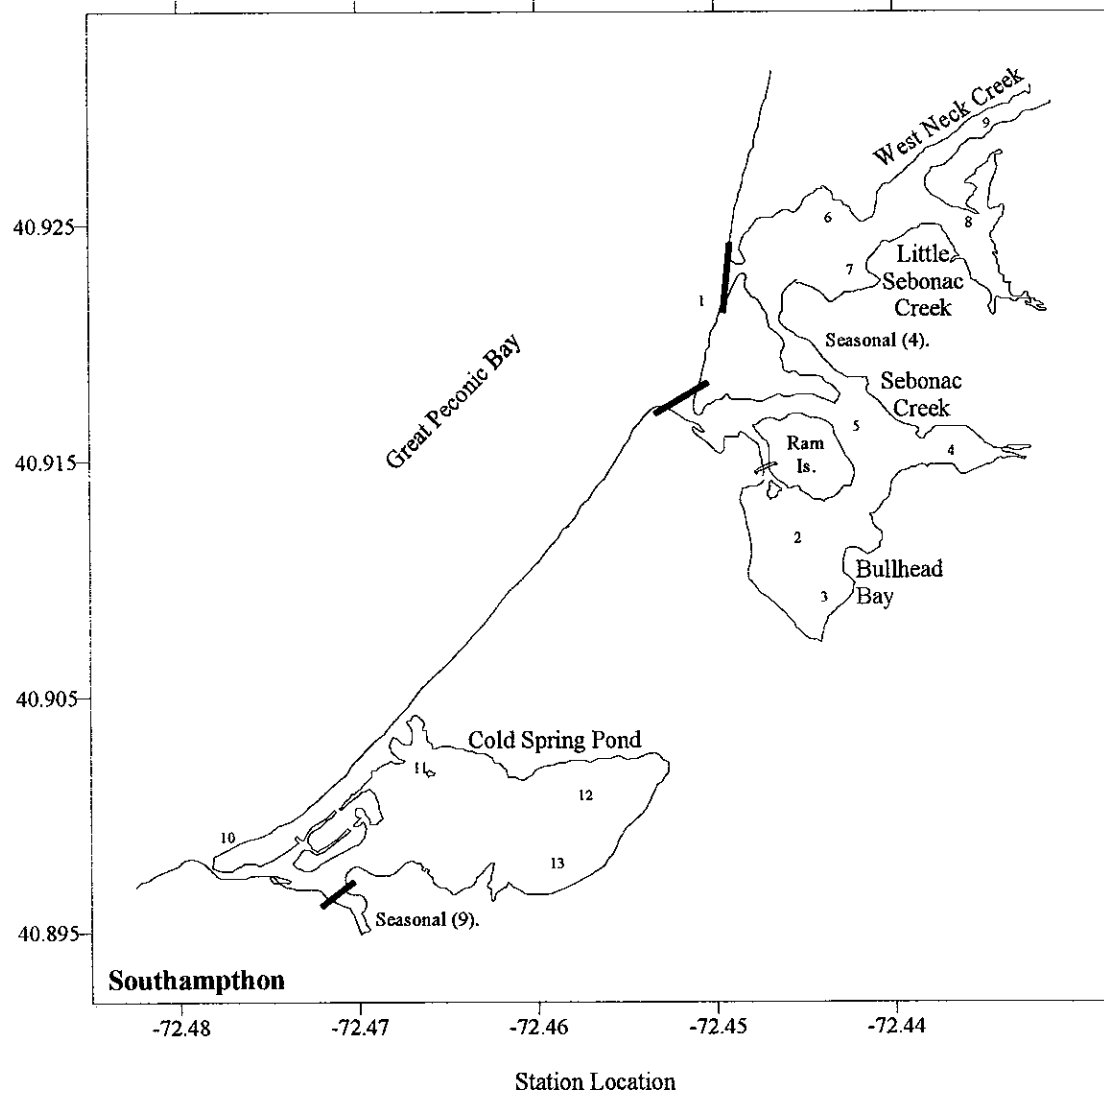 West Neck Creek
9
6
8
40.925
Little
Sebonac
Creek
7
1
Seasonal (4).
Great Peconic Bay
Sebonac
Creek
5
Ram
Is.
4
40.915
2
Bullhead
Bay
3
40.905
Cold Spring Pond
11
12
10
13
Seasonal (9).
40.895
Southampthon
-72.48
-72.47
-72.46
-72.45
-72.44
Station Location